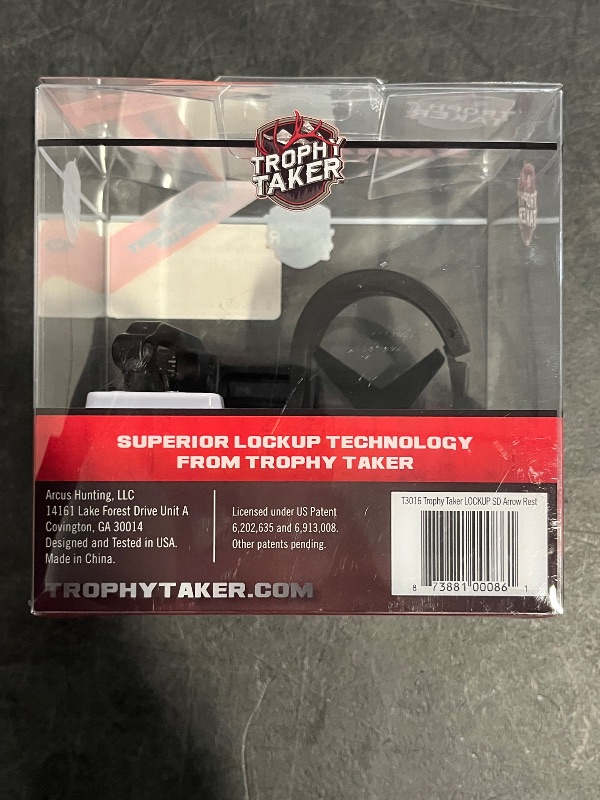 TROPHY
TAKER
SUPERIOR LOCKUP TECHNOLOGY
FROM TROPHY TAKER
Arcus Hunting, LLC
14161 Lake Forest Drive Unit A
Covington, GA 30014
Designed and Tested in USA.
Made in China.
Licensed under US Patent
6,202,635 and 6,913,008.
Other patents pending.
T3016 Trophy Taker LOCKUP SD Arrow Rest
8 73881 00086 1
TROPHYTAKER.COM